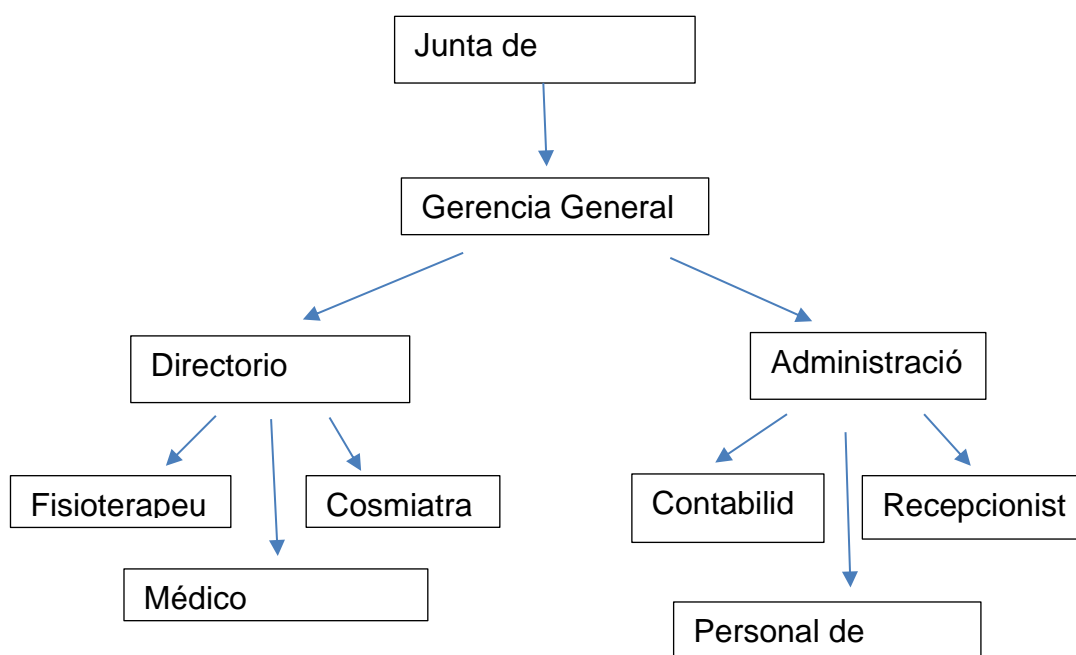 Junta de
Gerencia General
Directorio
Administració
Fisioterapeu
Cosmiatra
Contabilid
Recepcionist
Médico
Personal de